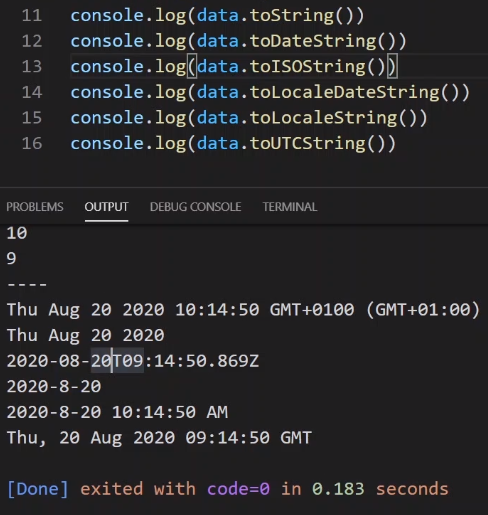 11 console.log(data.toString())
12 console.log(data.toDateString())
13 console.log(data.toISOString())
14 console.log(data.toLocaleDateString())
15 console.log(data.toLocaleString())
16 console.log(data.toUTCString())
PROBLEMS OUTPUT DEBUG CONSOLE TERMINAL
10
9
----
Thu Aug 20 2020 10:14:50 GMT+0100 (GMT+01:00)
Thu Aug 20 2020
2020-08-20T09:14:50.869Z
2020-8-20
2020-8-20 10:14:50 AM
Thu, 20 Aug 2020 09:14:50 GMT
[Done] exited with code=0 in 0.183 seconds